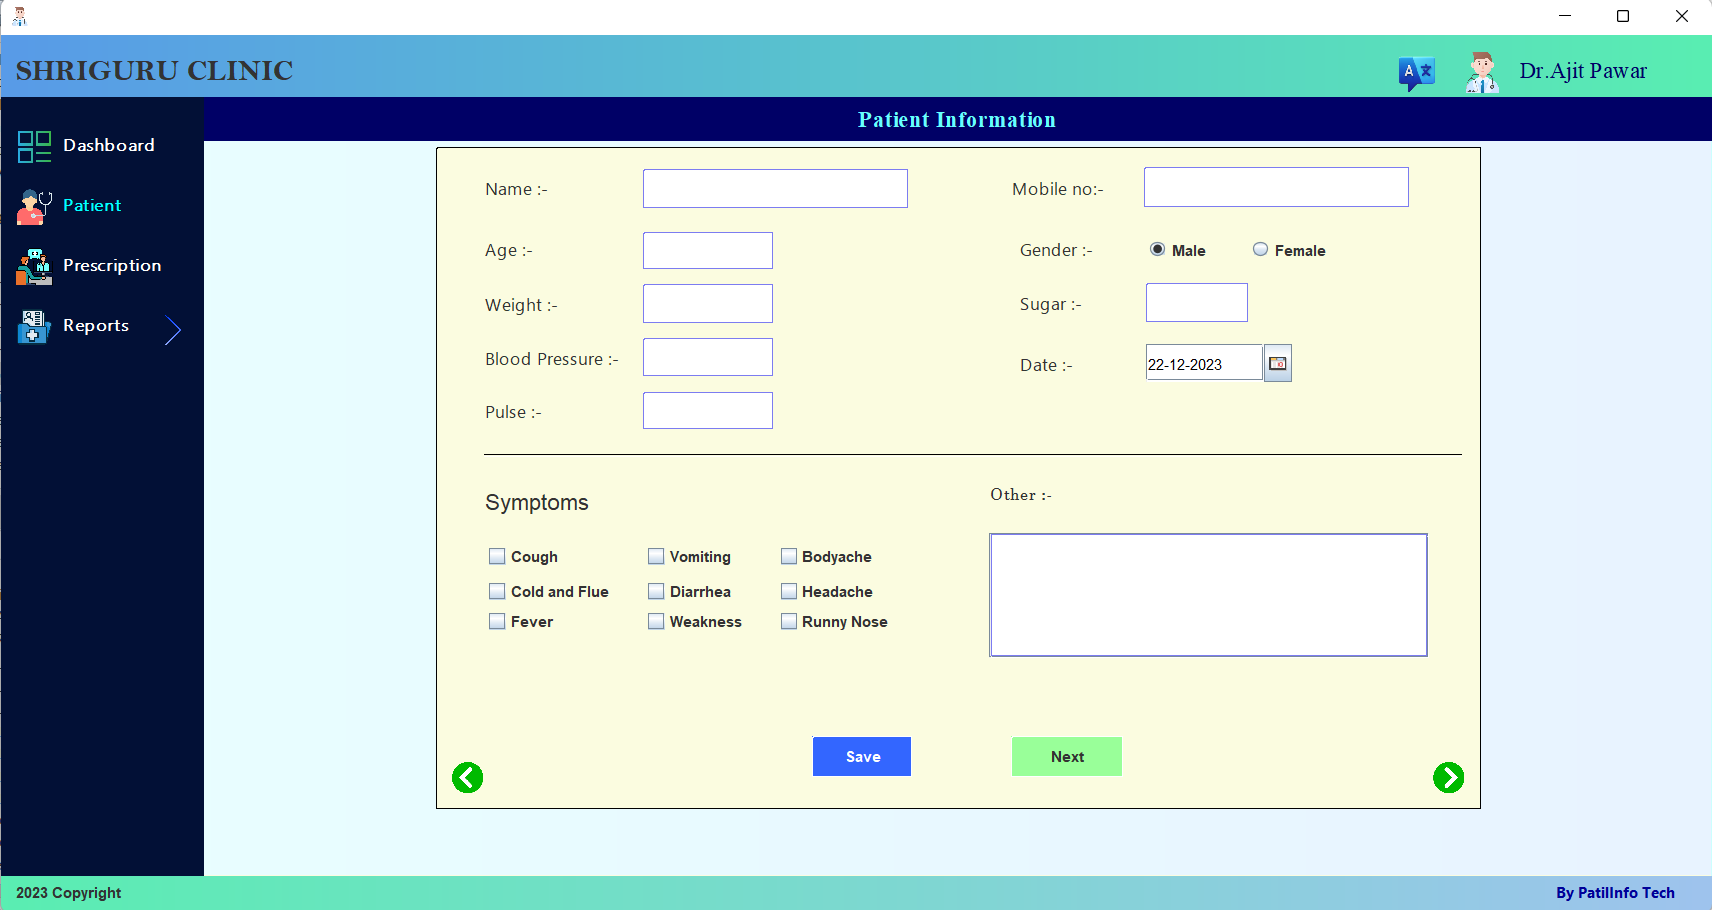 SHRIGURU CLINIC
Dr.Ajit Pawar
Dashboard
Patient
Prescription
Reports
Patient Information
Name :-
Mobile no:-
Age :-
Gender :- Male Female
Weight :-
Sugar :-
Blood Pressure :-
Date :- 22-12-2023
Pulse :-
Symptoms
Other :-
Cough Vomiting Bodyache
Cold and Flue Diarrhea Headache
Fever Weakness Runny Nose
Save Next
2023 Copyright
By PatilInfo Tech